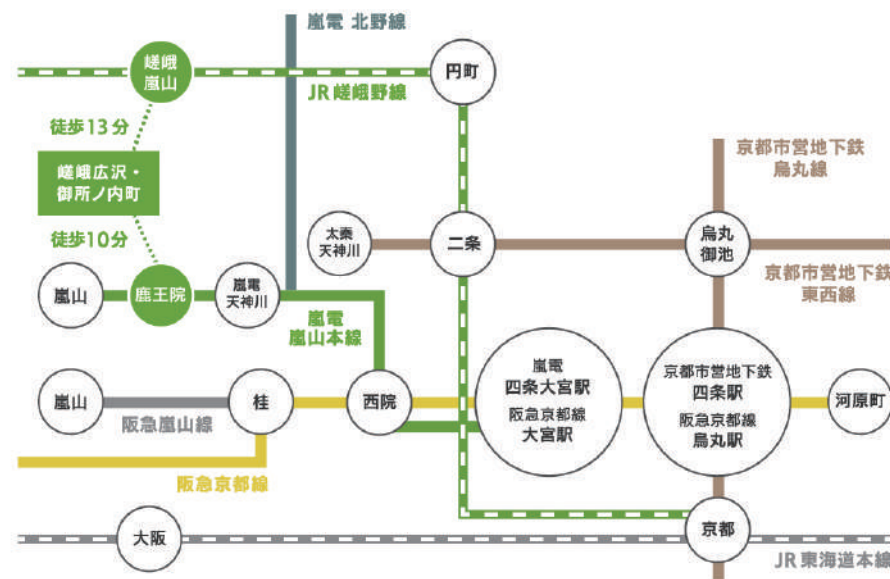 嵐電 北野線
嵯峨
嵐山
円町
JR嵯峨野線
徒歩13分
京都市営地下鉄
烏丸線
嵯峨広沢・
御所ノ内町
徒歩10分
太秦
天神川
二条
烏丸
御池
京都市営地下鉄
東西線
嵐山
鹿王院
嵐電
天神川
嵐電
嵐山本線
嵐電
四条大宮駅
阪急京都線
大宮駅
京都市営地下鉄
四条駅
阪急京都線
烏丸駅
嵐山
桂
西院
河原町
阪急嵐山線
阪急京都線
大阪
京都
JR東海道本線